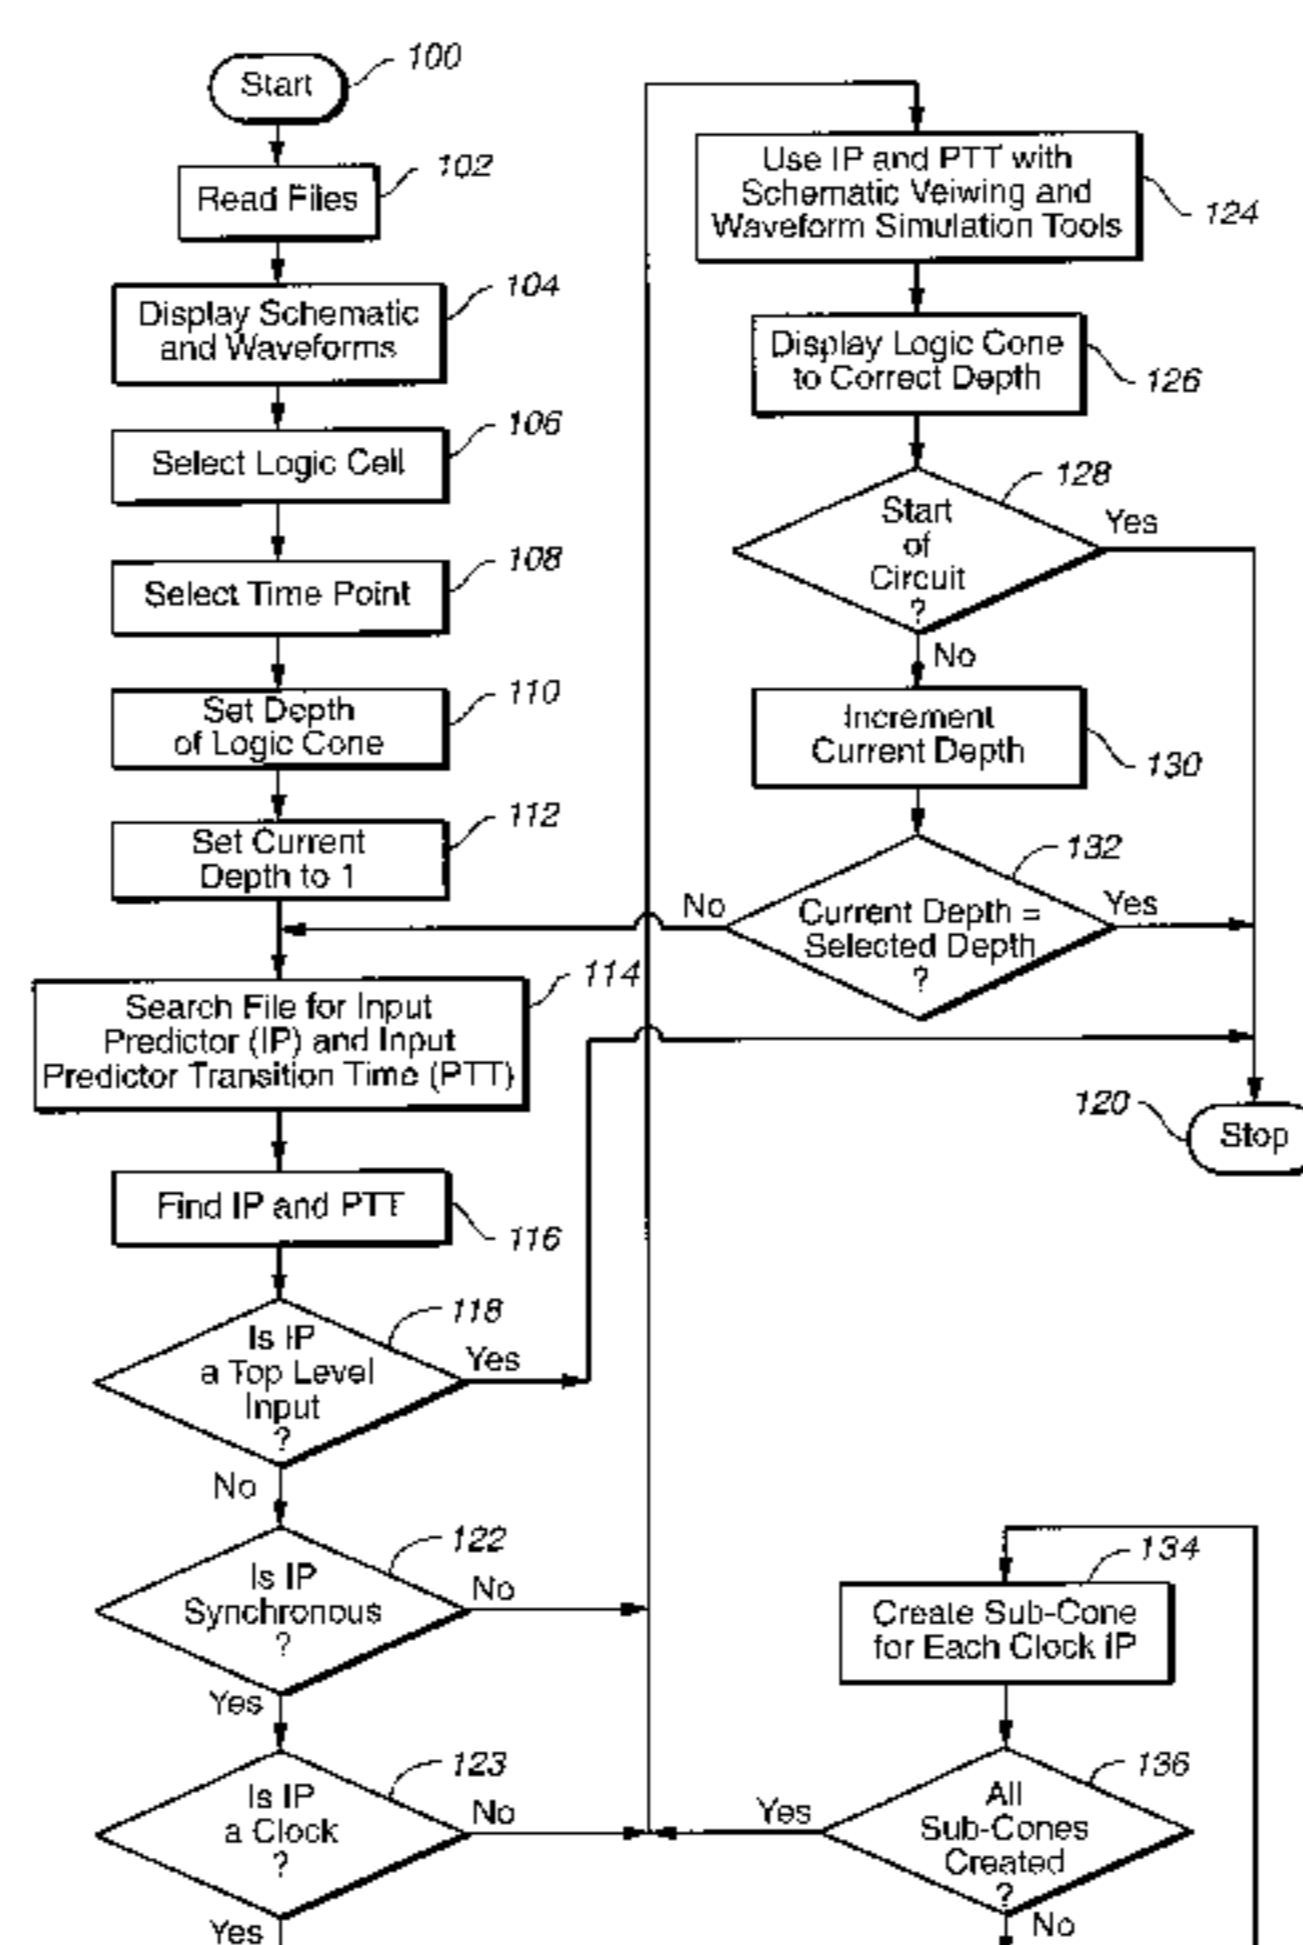 100
Start
102
Read Files
104
Display Schematic
and Waveforms
106
Select Logic Cell
108
Select Time Point
110
Set Depth
of Logic Cone
112
Set Current
Depth to 1
114
Search File for Input
Predictor (IP) and Input
Predictor Transition Time (PTT)
Find IP and PTT
116
118
Is IP
a Top Level
Input
?
Yes
No
122
Is IP
Synchronous
?
No
Yes
123
Is IP
a Clock
?
No
Yes
Use IP and PTT with
Schematic Veiwing and
Waveform Simulation Tools
124
Display Logic Cone
to Correct Depth
126
128
Start
of
Circuit
?
Yes
No
Increment
Current Depth
130
132
No
Current Depth =
Selected Depth
?
Yes
120
Stop
134
Create Sub-Cone
for Each Clock IP
136
All
Sub-Cones
Created
?
Yes
No